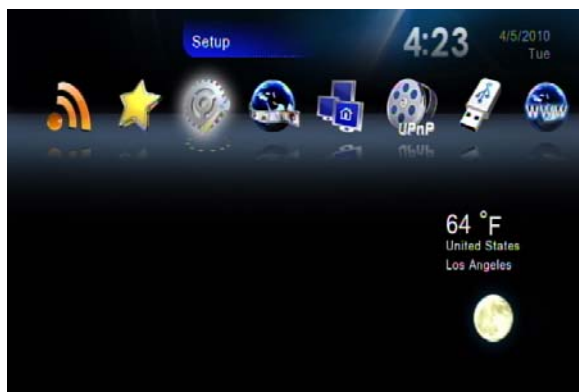 Setup
4:23
4/5/2010
Tue
UPnP
WWW
64 °F
United States
Los Angeles